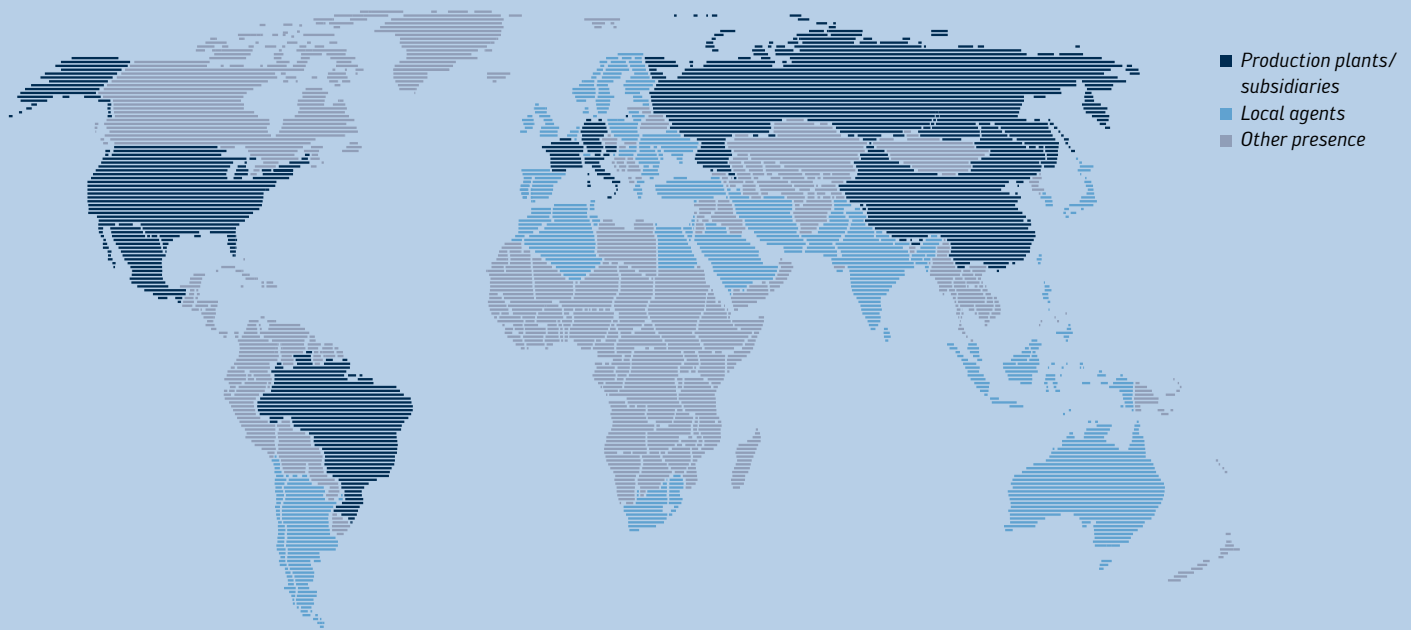 Production plants/
subsidiaries
Local agents
Other presence